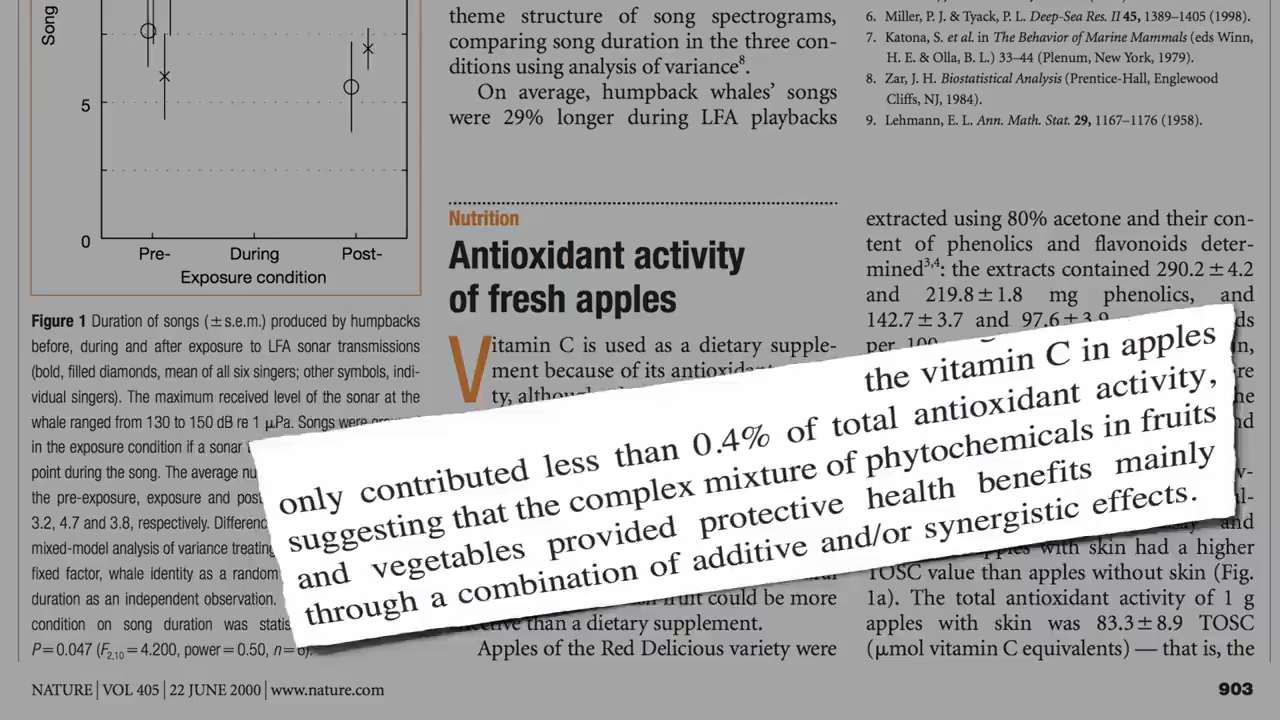 Song
5
0
Pre-
During
Post-
Exposure condition
Figure 1 Duration of songs (±s.e.m.) produced by humpbacks
before, during and after exposure to LFA sonar transmissions
(bold, filled diamonds, mean of all six singers; other symbols, indi-
vidual singers). The maximum received level of the sonar at the
whale ranged from 130 to 150 dB re 1 μPa. Songs were
in the exposure condition if a sonar
point during the song. The average
the pre-exposure, exposure and
3.2, 4.7 and 3.8, respectively.
mixed-model analysis of variance
fixed factor, whale identity as a random
duration as an independent observation.
condition on song duration was
P=0.047 (F2,10=4.200, power=0.50, n=6).
theme structure of song spectrograms,
comparing song duration in the three con-
ditions using analysis of variance8.
On average, humpback whales' songs
were 29% longer during LFA playbacks
6. Miller, P. J. & Tyack, P. L. Deep-Sea Res. II 45, 1389–1405 (1998).
7. Katona, S. et al. in The Behavior of Marine Mammals (eds Winn,
H. E. & Olla, B. L.) 33–44 (Plenum, New York, 1979).
8. Zar, J. H. Biostatistical Analysis (Prentice-Hall, Englewood
Cliffs, NJ, 1984).
9. Lehmann, E. L. Ann. Math. Stat. 29, 1167–1176 (1958).
Nutrition
Antioxidant activity
of fresh apples
Vitamin C is used as a dietary supple-
ment because of its
ty,
fruit could be more
than a dietary supplement.
Apples of the Red Delicious variety were
extracted using 80% acetone and their con-
tent of phenolics and flavonoids deter-
mined3,4: the extracts contained 290.2±4.2
and 219.8±1.8 mg phenolics, and
142.7±3.7 and 97.6±3.9
per 100
and
with skin had a higher
TOSC value than apples without skin (Fig.
1a). The total antioxidant activity of 1 g
apples with skin was 83.3±8.9 TOSC
(μmol vitamin C equivalents) — that is, the
the vitamin C in apples
only contributed less than 0.4% of total antioxidant activity,
suggesting that the complex mixture of phytochemicals in fruits
and vegetables provided protective health benefits mainly
through a combination of additive and/or synergistic effects.
NATURE | VOL 405 | 22 JUNE 2000 | www.nature.com
903